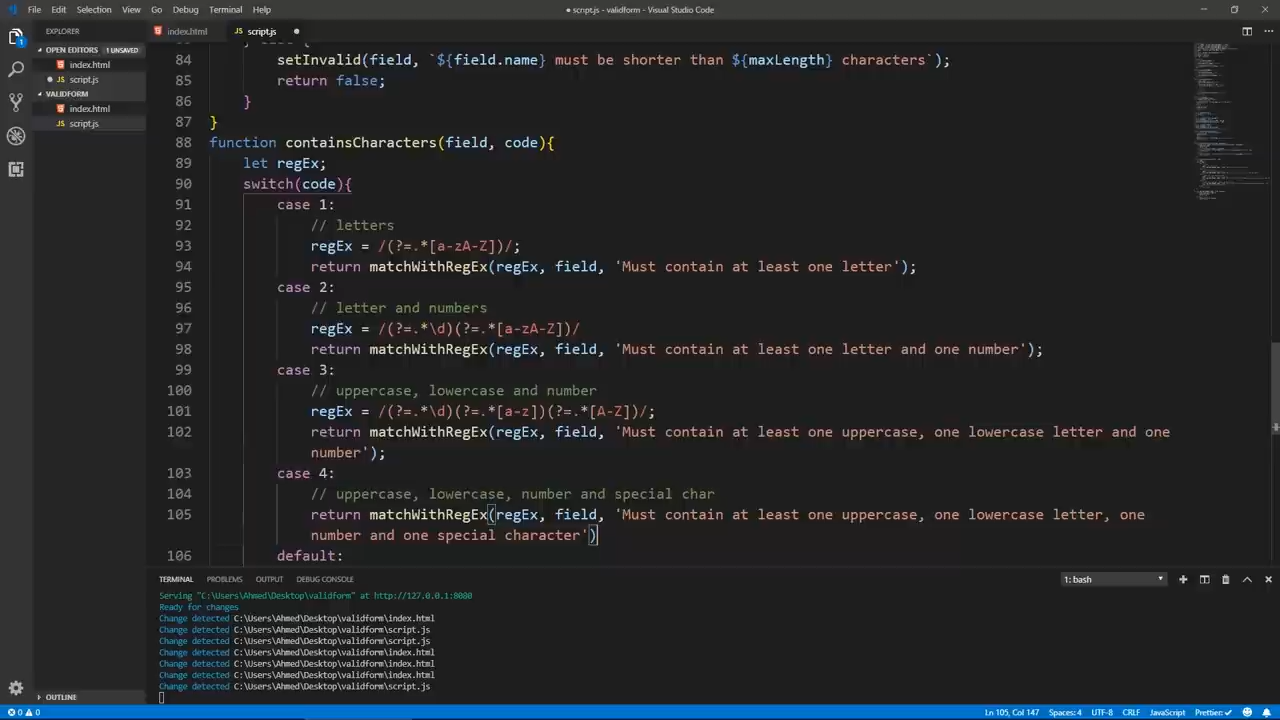 File Edit Selection View Go Debug Terminal Help
● script.js - validform - Visual Studio Code
EXPLORER
index.html
script.js
OPEN EDITORS 1 UNSAVED
index.html
script.js
VALIDFORM
index.html
script.js
OUTLINE
84 setInvalid(field, `${field.name} must be shorter than ${maxLength} characters`);
85 return false;
86 }
87 }
88 function containsCharacters(field, code){
89 let regEx;
90 switch(code){
91 case 1:
92 // letters
93 regEx = /(?=.*[a-zA-Z])/;
94 return matchWithRegEx(regEx, field, 'Must contain at least one letter');
95 case 2:
96 // letter and numbers
97 regEx = /(?=.*\d)(?=.*[a-zA-Z])/
98 return matchWithRegEx(regEx, field, 'Must contain at least one letter and one number');
99 case 3:
100 // uppercase, lowercase and number
101 regEx = /(?=.*\d)(?=.*[a-z])(?=.*[A-Z])/;
102 return matchWithRegEx(regEx, field, 'Must contain at least one uppercase, one lowercase letter and one
number');
103 case 4:
104 // uppercase, lowercase, number and special char
105 return matchWithRegEx(regEx, field, 'Must contain at least one uppercase, one lowercase letter, one
number and one special character')
106 default:
TERMINAL PROBLEMS OUTPUT DEBUG CONSOLE
1: bash
Serving "C:\Users\Ahmed\Desktop\validform" at http://127.0.0.1:8080
Ready for changes
Change detected C:\Users\Ahmed\Desktop\validform\index.html
Change detected C:\Users\Ahmed\Desktop\validform\script.js
Change detected C:\Users\Ahmed\Desktop\validform\script.js
Change detected C:\Users\Ahmed\Desktop\validform\index.html
Change detected C:\Users\Ahmed\Desktop\validform\index.html
Change detected C:\Users\Ahmed\Desktop\validform\index.html
Change detected C:\Users\Ahmed\Desktop\validform\script.js
0 0
Ln 105, Col 147 Spaces: 4 UTF-8 CRLF JavaScript Prettier: ✓